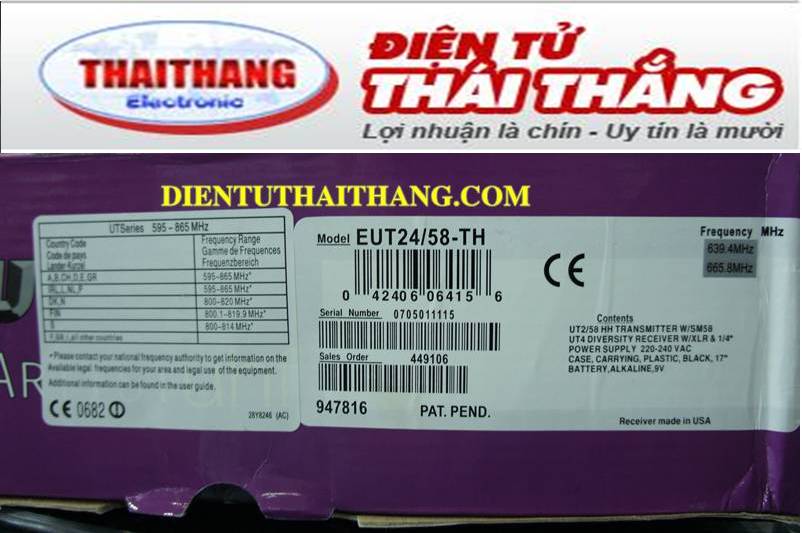 THAITHANG
Electronic
ĐIỆN TỬ
THÁI THẮNG
Lợi nhuận là chín - Uy tín là mười
DIENTUTHAITHANG.COM
UTSeries 595 - 865 MHz
Country Code
Code de pays
Lander-Kurzel
Frequency Range
Gamme de Frequences
Frequenzbereich
A,B,CH,D,E,GR 595-865 MHz*
IRL,I,NL,P 595-865 MHz*
DK,N 800-820 MHz*
FIN 800.1-819.9 MHz*
S 800-814 MHz*
all other countries
*Please contact your national frequency authority to get information on the
Available legal frequencies for your area and legal use of the equipment.
Additional information can be found in the user guide.
CE 0682
28Y8246 (AC)
Model EUT24/58-TH
0 42406 06415 6
Serial Number 0705011115
Sales Order 449106
947816 PAT. PEND.
CE
Frequency MHz
639.4MHz
665.8MHz
Contents
UT2/58 HH TRANSMITTER W/SM58
UT4 DIVERSITY RECEIVER W/XLR & 1/4"
POWER SUPPLY 220-240 VAC
CASE, CARRYING, PLASTIC, BLACK, 17"
BATTERY, ALKALINE, 9V
Receiver made in USA